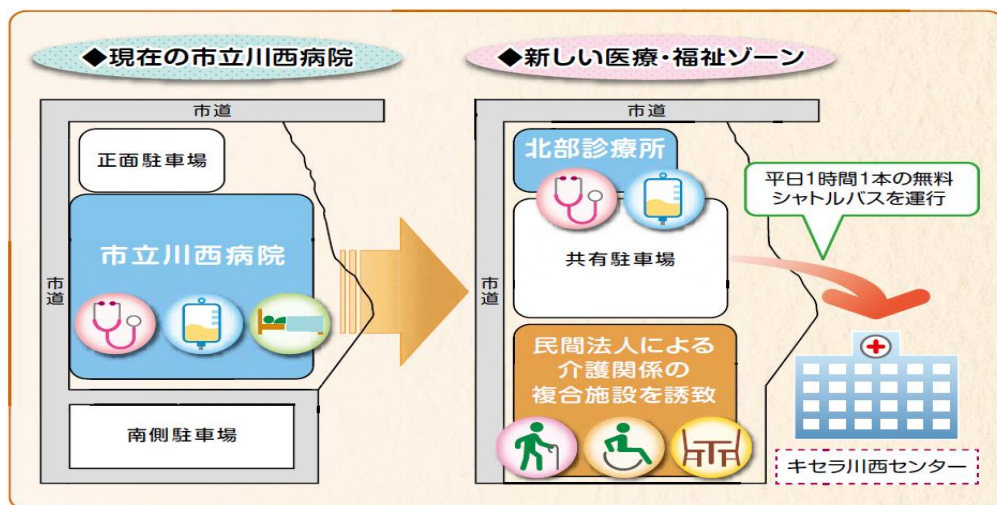 ◆現在の市立川西病院
市道
正面駐車場
市立川西病院
市道
南側駐車場
◆新しい医療・福祉ゾーン
市道
北部診療所
共有駐車場
市道
民間法人による
介護関係の
複合施設を誘致
平日1時間1本の無料
シャトルバスを運行
キセラ川西センター